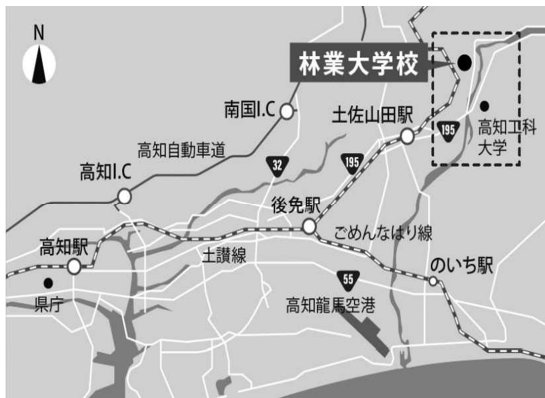 N
林業大学校
南国I.C
土佐山田駅
195
高知工科
大学
高知自動車道
32
195
高知I.C
後免駅
ごめんなはり線
高知駅
土讃線
のいち駅
県庁
55
高知龍馬空港